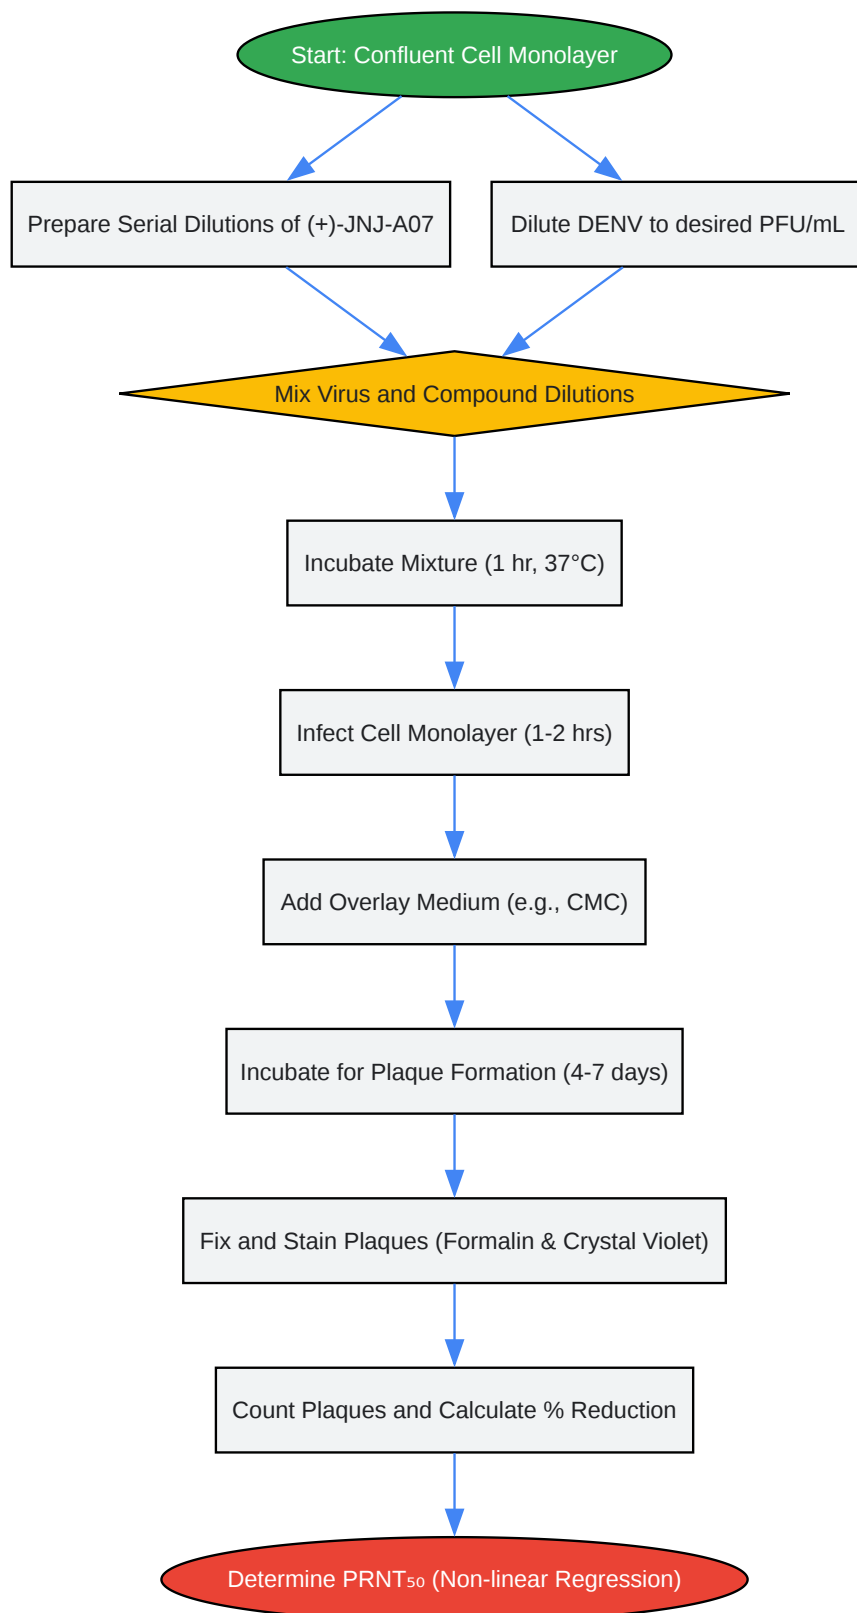 Start: Confluent Cell Monolayer
Prepare Serial Dilutions of (+)-JNJ-A07
Dilute DENV to desired PFU/mL
Mix Virus and Compound Dilutions
Incubate Mixture (1 hr, 37°C)
Infect Cell Monolayer (1-2 hrs)
Add Overlay Medium (e.g., CMC)
Incubate for Plaque Formation (4-7 days)
Fix and Stain Plaques (Formalin & Crystal Violet)
Count Plaques and Calculate % Reduction
Determine PRNT₅₀ (Non-linear Regression)